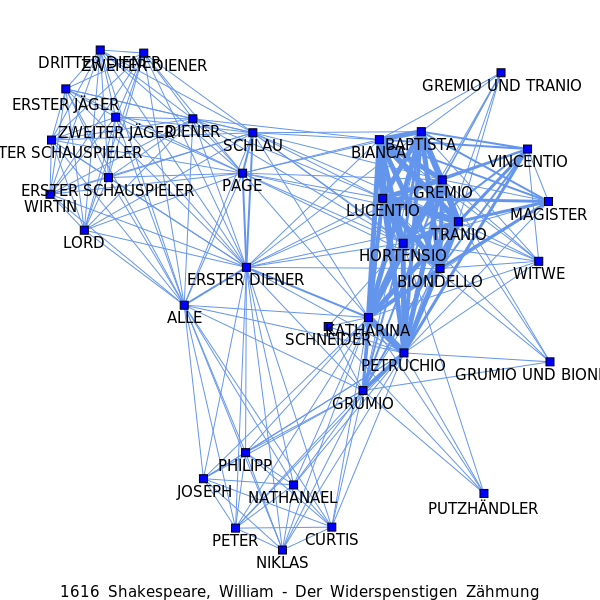 DRITTER DIENER
ZWEITER DIENER
GREMIO UND TRANIO
ERSTER JÄGER
ZWEITER JÄGER
DIENER
SCHLAU
BIANCA
BAPTISTA
TER SCHAUSPIELER
VINCENTIO
ERSTER SCHAUSPIELER
PAGE
GREMIO
WIRTIN
LUCENTIO
MAGISTER
LORD
TRANIO
HORTENSIO
ERSTER DIENER
BIONDELLO
WITWE
ALLE
KATHARINA
SCHNEIDER
PETRUCHIO
GRUMIO UND BION
GRUMIO
PHILIPP
JOSEPH
NATHANAEL
PUTZHÄNDLER
PETER
CURTIS
NIKLAS
1616 Shakespeare, William - Der Widerspenstigen Zähmung